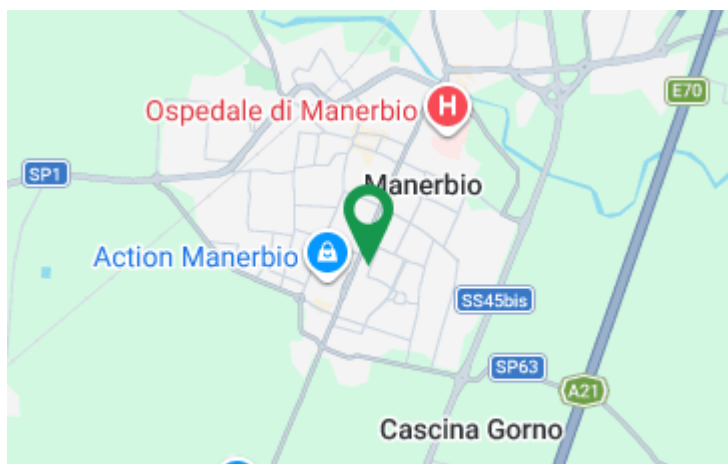 E70
Ospedale di Manerbio
H
SP1
Manerbio
Action Manerbio
SS45bis
SP63
A21
Cascina Gorno